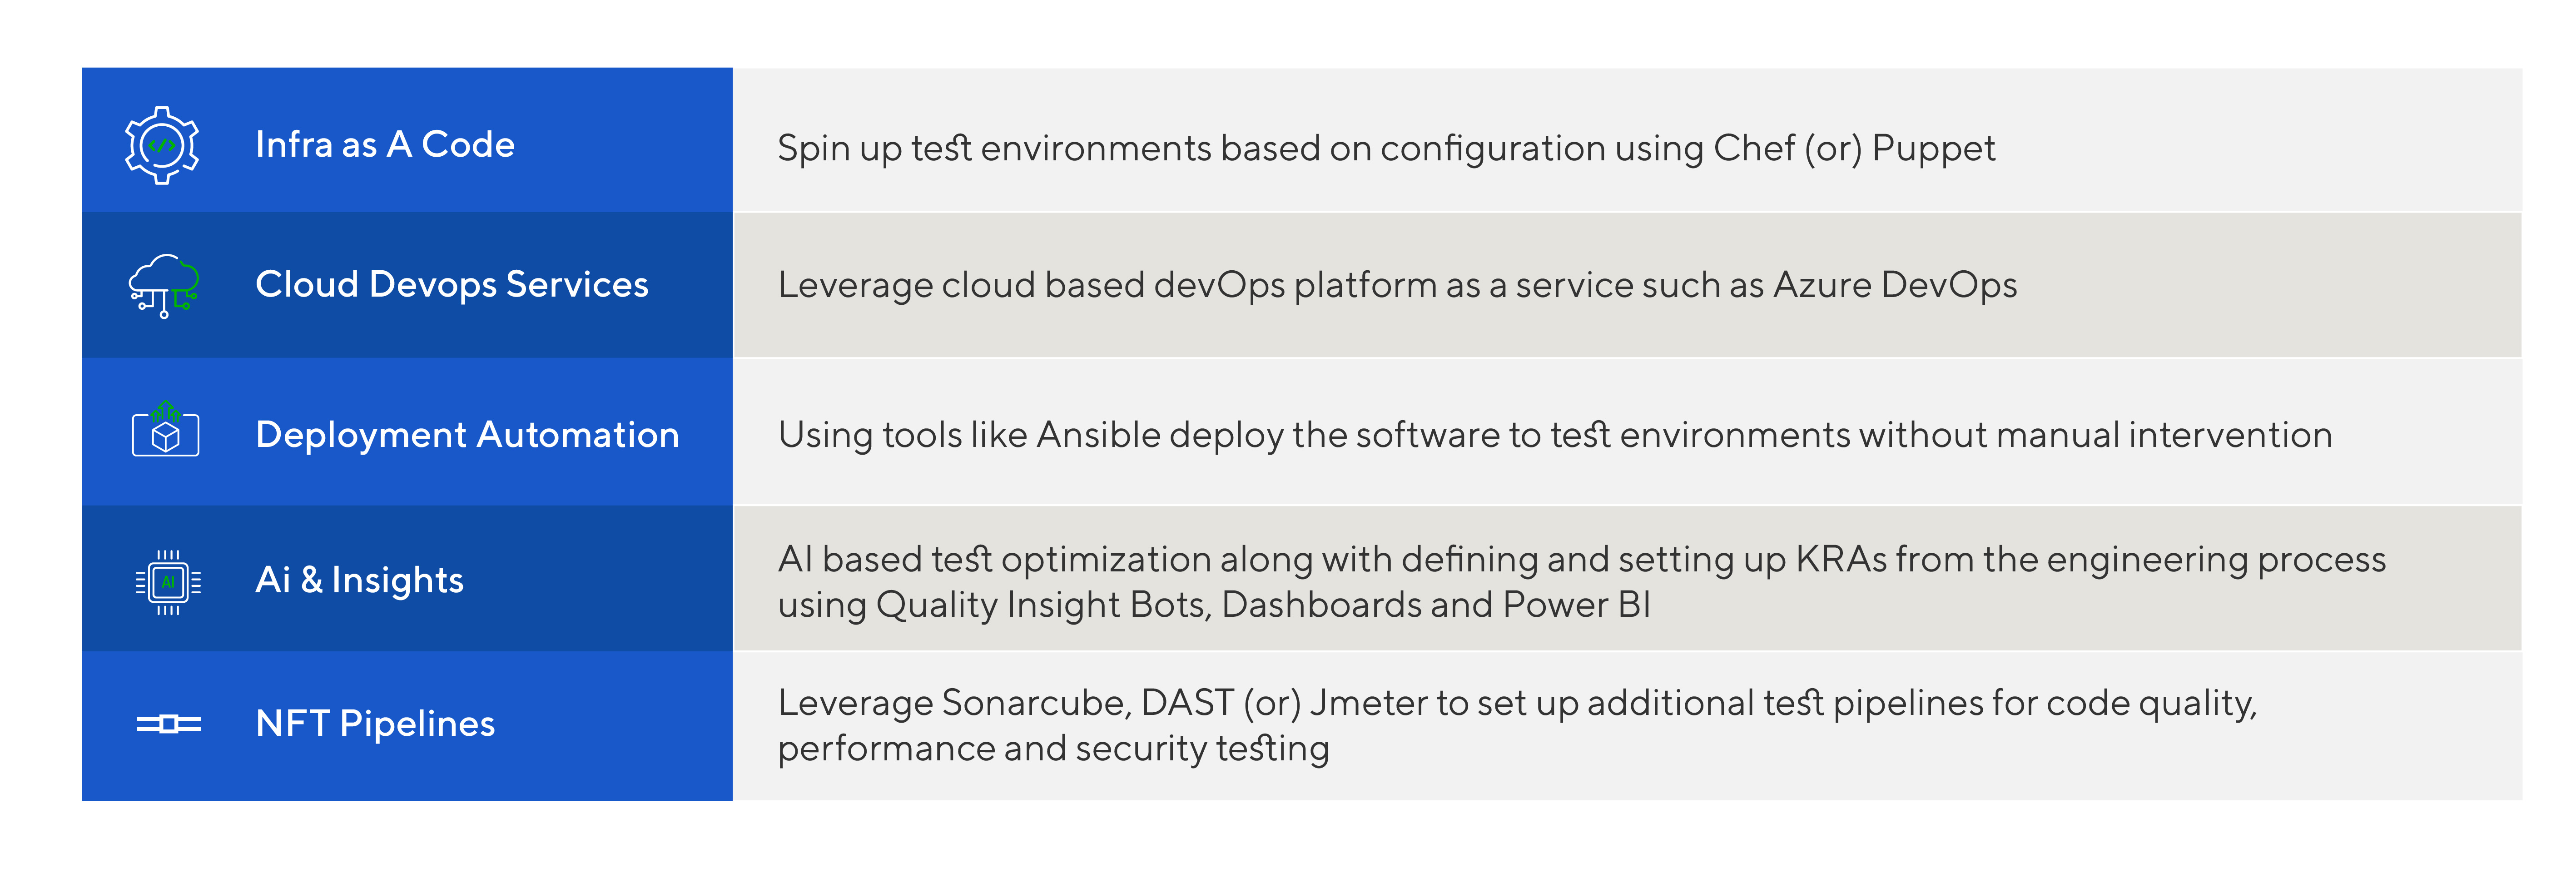 Infra as A Code
Spin up test environments based on configuration using Chef (or) Puppet
Cloud Devops Services
Leverage cloud based devOps platform as a service such as Azure DevOps
Deployment Automation
Using tools like Ansible deploy the software to test environments without manual intervention
AI
Ai & Insights
AI based test optimization along with defining and setting up KRAs from the engineering process
using Quality Insight Bots, Dashboards and Power BI
NFT Pipelines
Leverage Sonarcube, DAST (or) Jmeter to set up additional test pipelines for code quality,
performance and security testing